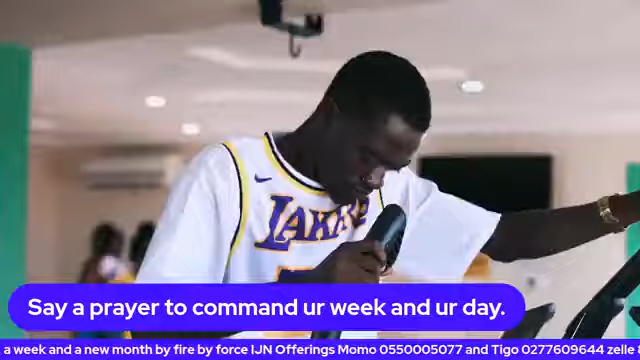 LAKERS
Say a prayer to command ur week and ur day.
a week and a new month by fire by force IJN Offerings Momo 0550005077 and Tigo 0277609644 zelle